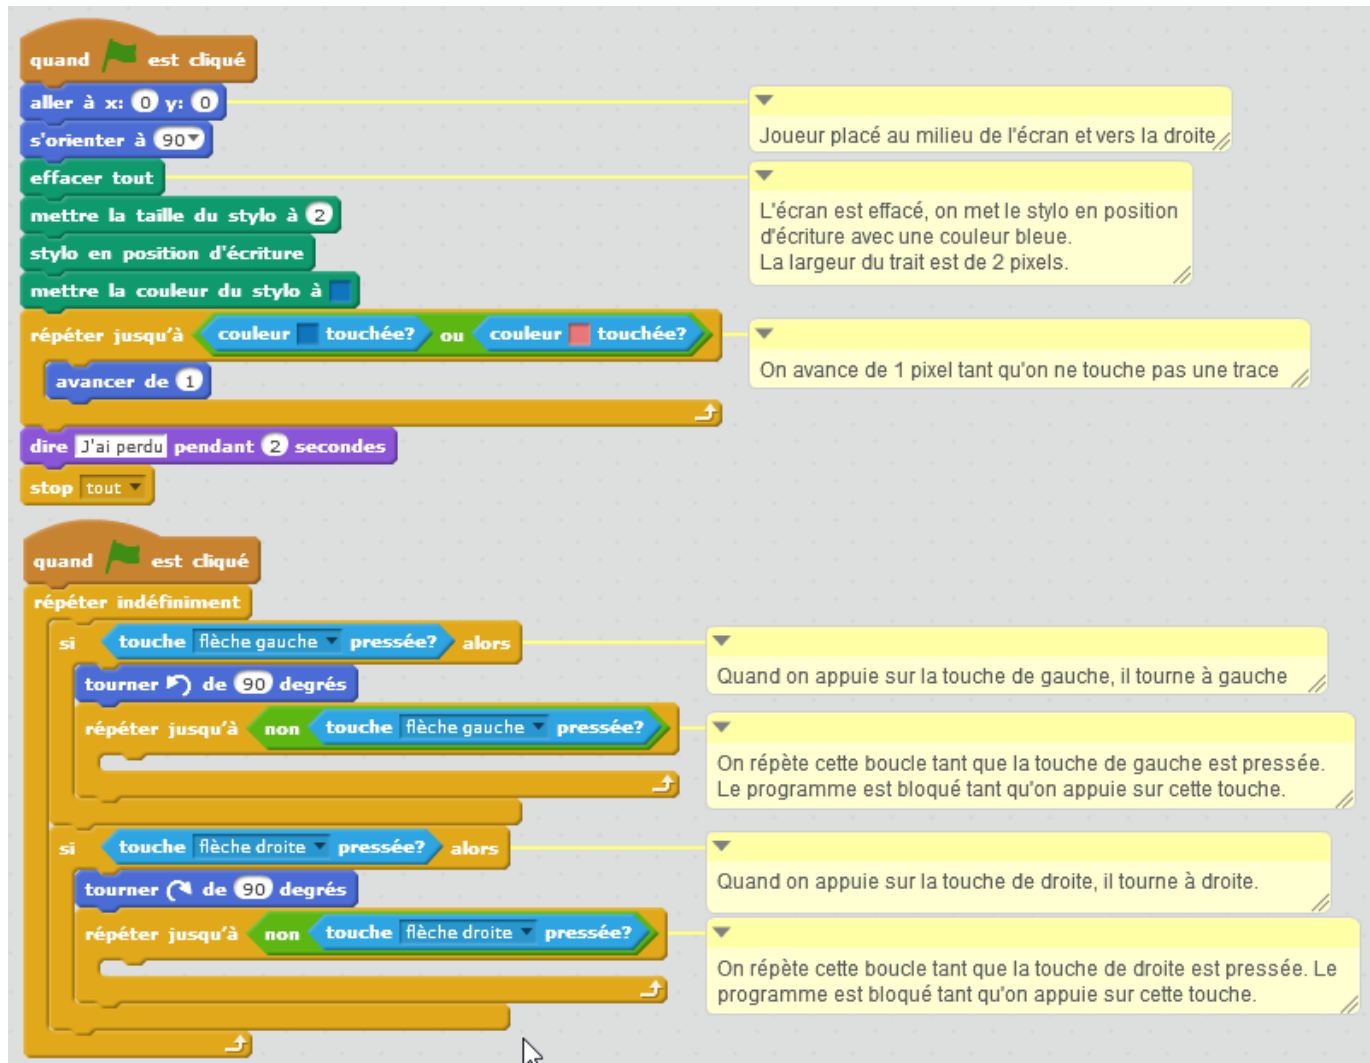 quand est cliqué
aller à x: 0 y: 0
Joueur placé au milieu de l'écran et vers la droite
s'orienter à 90
effacer tout
mettre la taille du stylo à 2
stylo en position d'écriture
mettre la couleur du stylo à
L'écran est effacé, on met le stylo en position
d'écriture avec une couleur bleue.
La largeur du trait est de 2 pixels.
répéter jusqu'à couleur touchée? ou couleur touchée?
avancer de 1
On avance de 1 pixel tant qu'on ne touche pas une trace
dire J'ai perdu pendant 2 secondes
stop tout
quand est cliqué
répéter indéfiniment
si touche flèche gauche pressée? alors
Quand on appuie sur la touche de gauche, il tourne à gauche
tourner de 90 degrés
répéter jusqu'à non touche flèche gauche pressée?
On répète cette boucle tant que la touche de gauche est pressée.
Le programme est bloqué tant qu'on appuie sur cette touche.
si touche flèche droite pressée? alors
Quand on appuie sur la touche de droite, il tourne à droite.
tourner de 90 degrés
répéter jusqu'à non touche flèche droite pressée?
On répète cette boucle tant que la touche de droite est pressée. Le
programme est bloqué tant qu'on appuie sur cette touche.